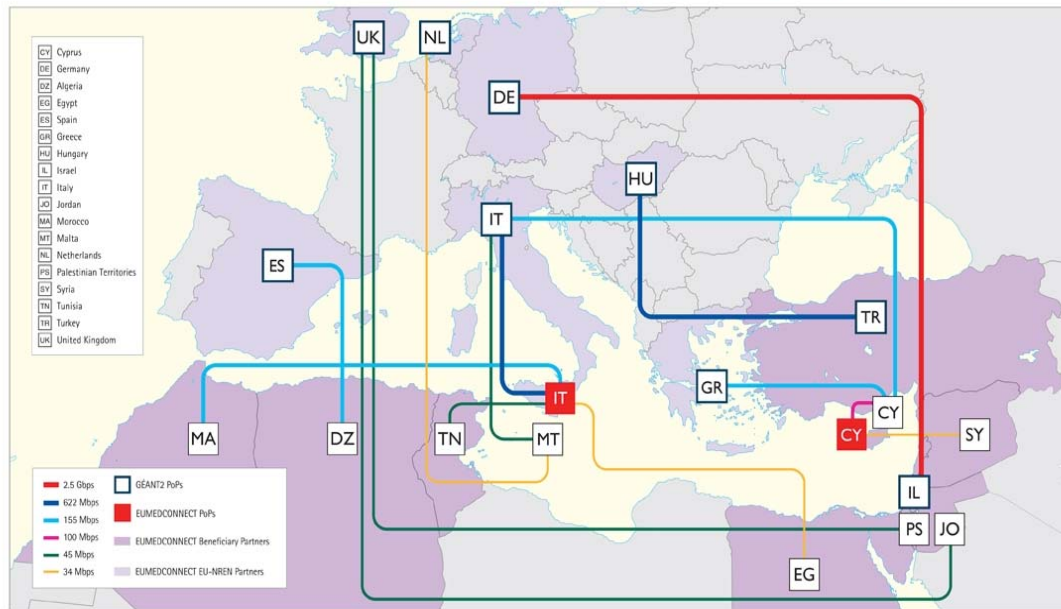 CY Cyprus
DE Germany
DZ Algeria
EG Egypt
ES Spain
GR Greece
HU Hungary
IL Israel
IT Italy
JO Jordan
MA Morocco
MT Malta
NL Netherlands
PS Palestinian Territories
SY Syria
TN Tunisia
TR Turkey
UK United Kingdom
UK
NL
DE
HU
IT
ES
TR
GR
IT
CY
MA
DZ
TN
MT
CY
SY
IL
PS
JO
EG
2.5 Gbps
622 Mbps
155 Mbps
100 Mbps
45 Mbps
34 Mbps
GÉANT2 PoPs
EUMEDCONNECT PoPs
EUMEDCONNECT Beneficiary Partners
EUMEDCONNECT EU-NREN Partners